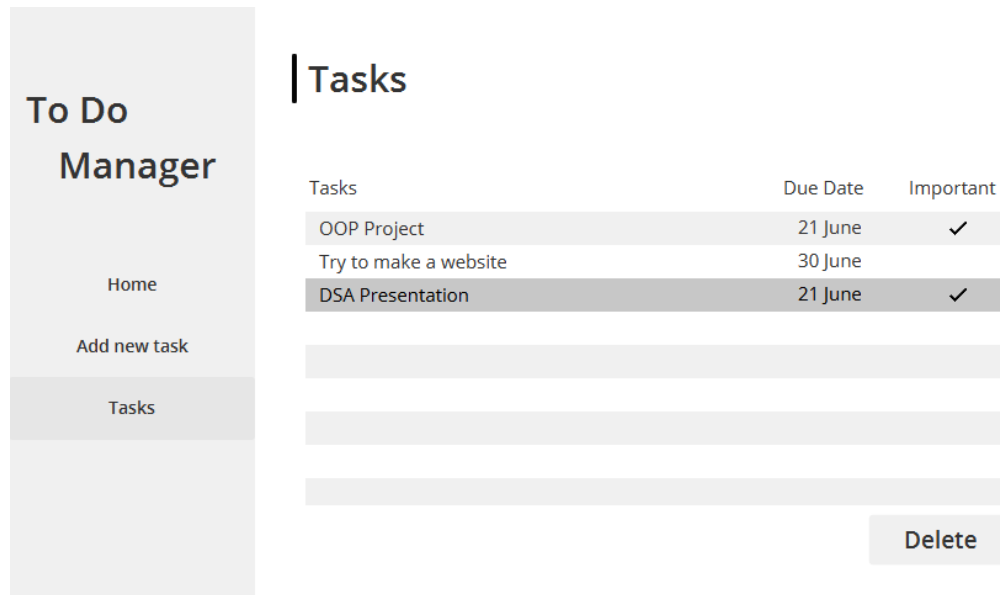 To Do
Manager
Home
Add new task
Tasks
Tasks
Tasks Due Date Important
OOP Project 21 June ✓
Try to make a website 30 June
DSA Presentation 21 June ✓
Delete